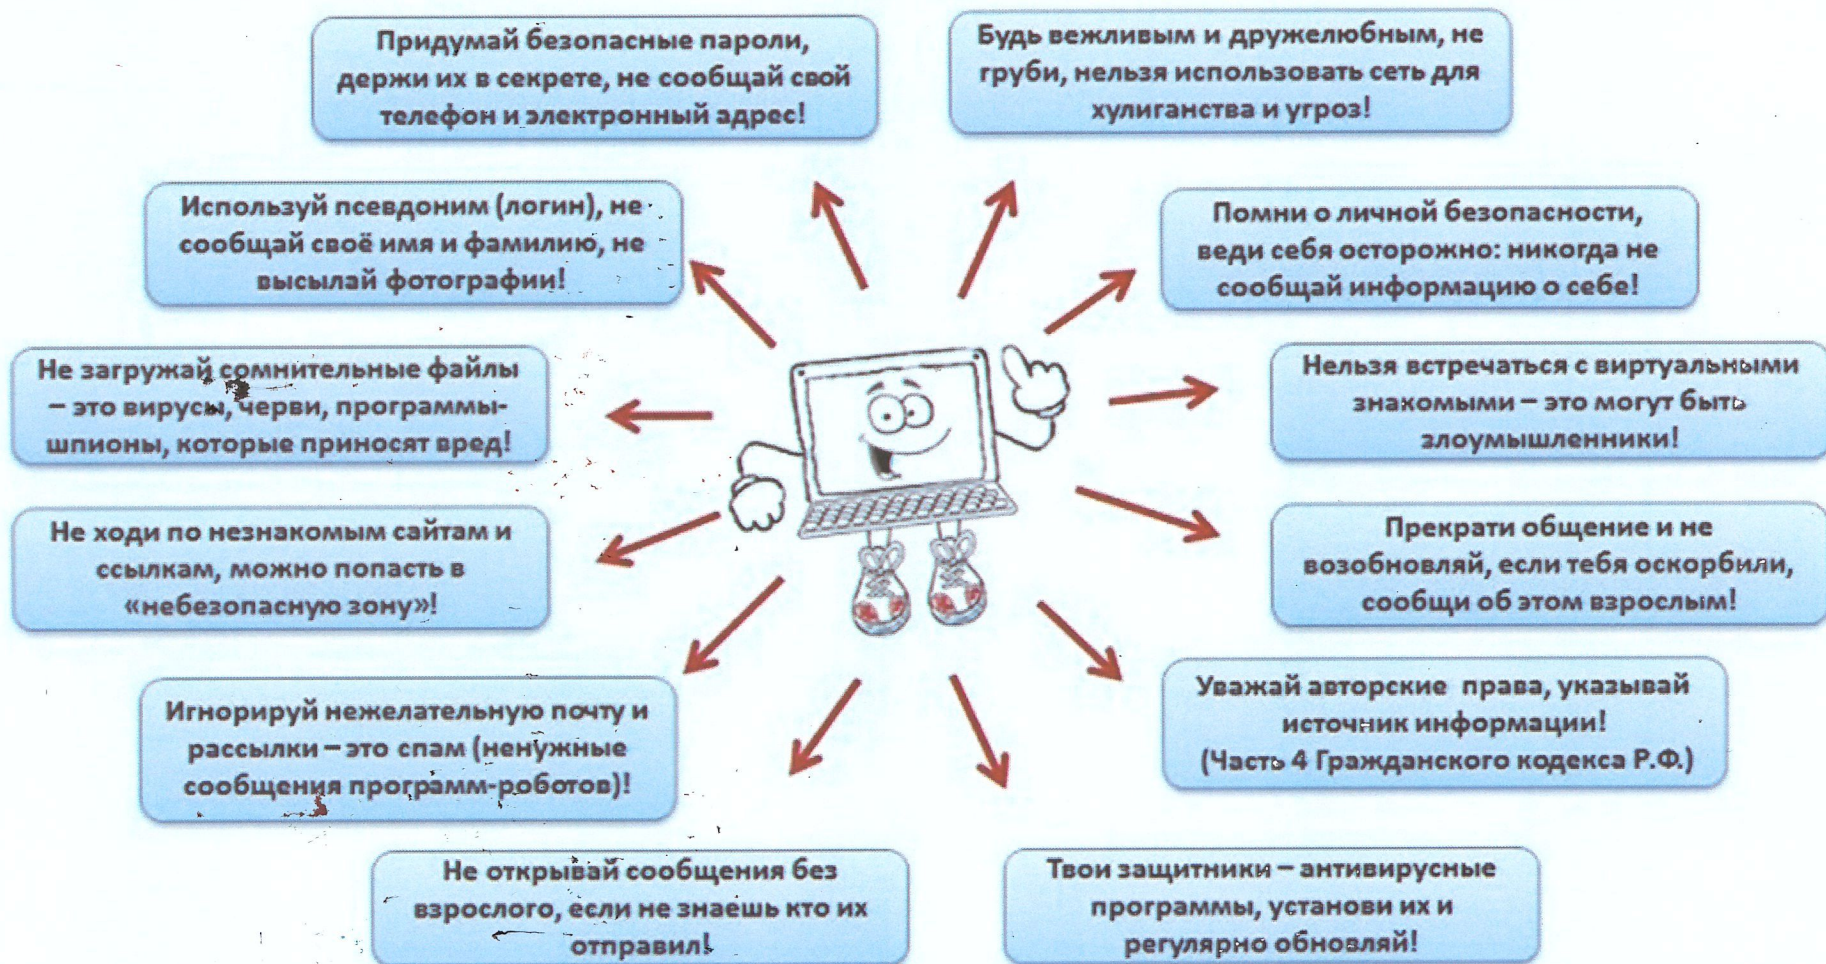 Придумай безопасные пароли,
держи их в секрете, не сообщай свой
телефон и электронный адрес!
Будь вежливым и дружелюбным, не
груби, нельзя использовать сеть для
хулиганства и угроз!
Используй псевдоним (логин), не
сообщай своё имя и фамилию, не
высылай фотографии!
Помни о личной безопасности,
веди себя осторожно: никогда не
сообщай информацию о себе!
Не загружай сомнительные файлы
– это вирусы, черви, программы-
шпионы, которые приносят вред!
Нельзя встречаться с виртуальными
знакомыми – это могут быть
злоумышленники!
Не ходи по незнакомым сайтам и
ссылкам, можно попасть в
«небезопасную зону»!
Прекрати общение и не
возобновляй, если тебя оскорбили,
сообщи об этом взрослым!
Игнорируй нежелательную почту и
рассылки – это спам (ненужные
сообщения программ-роботов)!
Уважай авторские права, указывай
источник информации!
(Часть 4 Гражданского кодекса Р.Ф.)
Не открывай сообщения без
взрослого, если не знаешь кто их
отправил!
Твои защитники – антивирусные
программы, установи их и
регулярно обновляй!